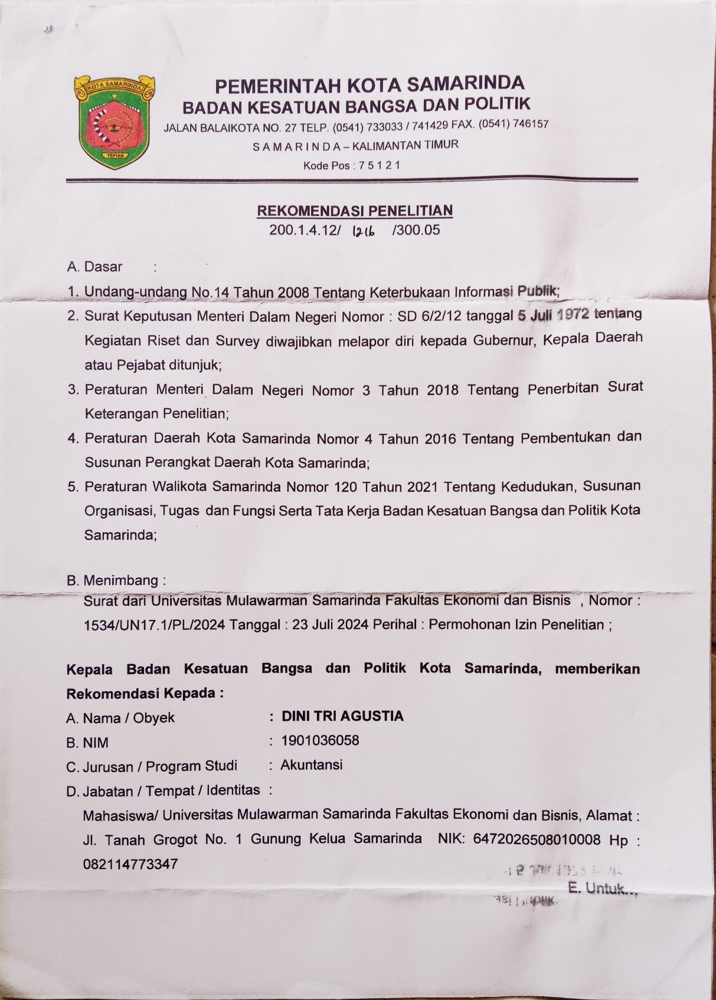 KOTA SAMARINDA
TEPIAN
PEMERINTAH KOTA SAMARINDA
BADAN KESATUAN BANGSA DAN POLITIK
JALAN BALAIKOTA NO. 27 TELP. (0541) 733033 / 741429 FAX. (0541) 746157
S A M A R I N D A – KALIMANTAN TIMUR
Kode Pos : 7 5 1 2 1
REKOMENDASI PENELITIAN
200.1.4.12/ 1216 /300.05
A. Dasar :
1. Undang-undang No.14 Tahun 2008 Tentang Keterbukaan Informasi Publik;
2. Surat Keputusan Menteri Dalam Negeri Nomor : SD 6/2/12 tanggal 5 Juli 1972 tentang
Kegiatan Riset dan Survey diwajibkan melapor diri kepada Gubernur, Kepala Daerah
atau Pejabat ditunjuk;
3. Peraturan Menteri Dalam Negeri Nomor 3 Tahun 2018 Tentang Penerbitan Surat
Keterangan Penelitian;
4. Peraturan Daerah Kota Samarinda Nomor 4 Tahun 2016 Tentang Pembentukan dan
Susunan Perangkat Daerah Kota Samarinda;
5. Peraturan Walikota Samarinda Nomor 120 Tahun 2021 Tentang Kedudukan, Susunan
Organisasi, Tugas dan Fungsi Serta Tata Kerja Badan Kesatuan Bangsa dan Politik Kota
Samarinda;
B. Menimbang :
Surat dari Universitas Mulawarman Samarinda Fakultas Ekonomi dan Bisnis , Nomor :
1534/UN17.1/PL/2024 Tanggal : 23 Juli 2024 Perihal : Permohonan Izin Penelitian ;
Kepala Badan Kesatuan Bangsa dan Politik Kota Samarinda, memberikan
Rekomendasi Kepada :
A. Nama / Obyek : DINI TRI AGUSTIA
B. NIM : 1901036058
C. Jurusan / Program Studi : Akuntansi
D. Jabatan / Tempat / Identitas :
Mahasiswa/ Universitas Mulawarman Samarinda Fakultas Ekonomi dan Bisnis, Alamat :
Jl. Tanah Grogot No. 1 Gunung Kelua Samarinda NIK: 6472026508010008 Hp :
082114773347
E. Untuk...